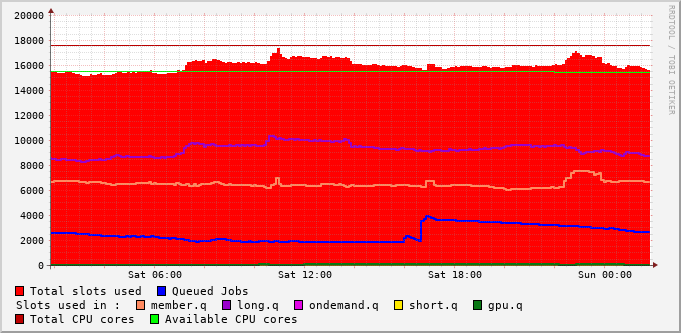 20000
18000
16000
14000
12000
10000
8000
6000
4000
2000
0
Sat 06:00 Sat 12:00 Sat 18:00 Sun 00:00
Total slots used Queued Jobs
Slots used in : member.q long.q ondemand.q short.q gpu.q
Total CPU cores Available CPU cores
RRDTOOL / TOBI OETIKER